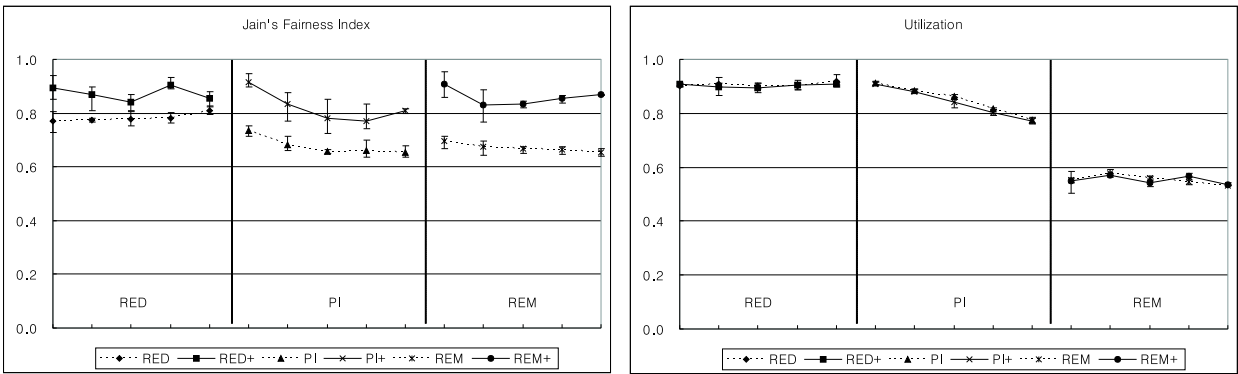 Jain's Fairness Index
1.0
0.8
0.6
0.4
0.2
0.0
RED PI REM
RED RED+ PI PI+ REM REM+
Utilization
1.0
0.8
0.6
0.4
0.2
0.0
RED PI REM
RED RED+ PI PI+ REM REM+